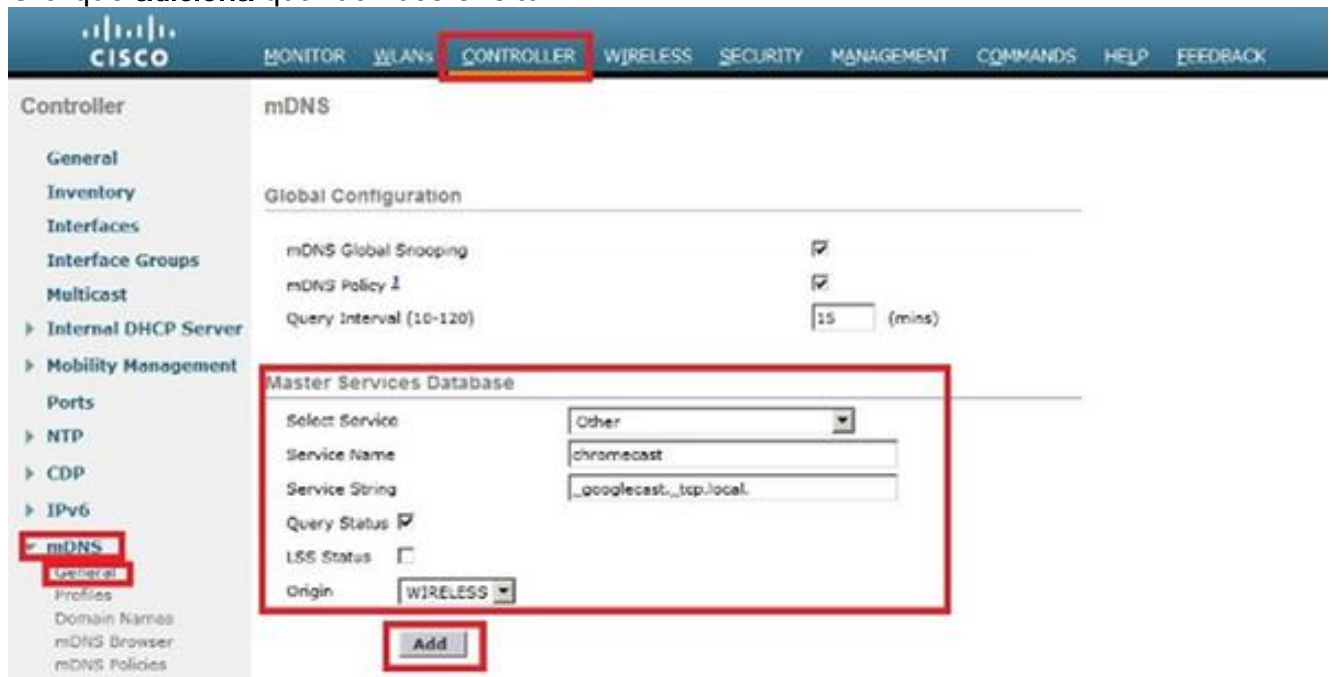 CISCO
MONITOR WLANs CONTROLLER WIRELESS SECURITY MANAGEMENT COMMANDS HELP FEEDBACK
Controller
General
Inventory
Interfaces
Interface Groups
Multicast
Internal DHCP Server
Mobility Management
Ports
NTP
CDP
IPv6
mDNS
General
Profiles
Domain Names
mDNS Browser
mDNS Policies
mDNS
Global Configuration
mDNS Global Snooping
mDNS Policy 1
Query Interval (10-120) 15 (mins)
Master Services Database
Select Service Other
Service Name chromecast
Service String _googlecast._tcp.local.
Query Status
LSS Status
Origin WIRELESS
Add